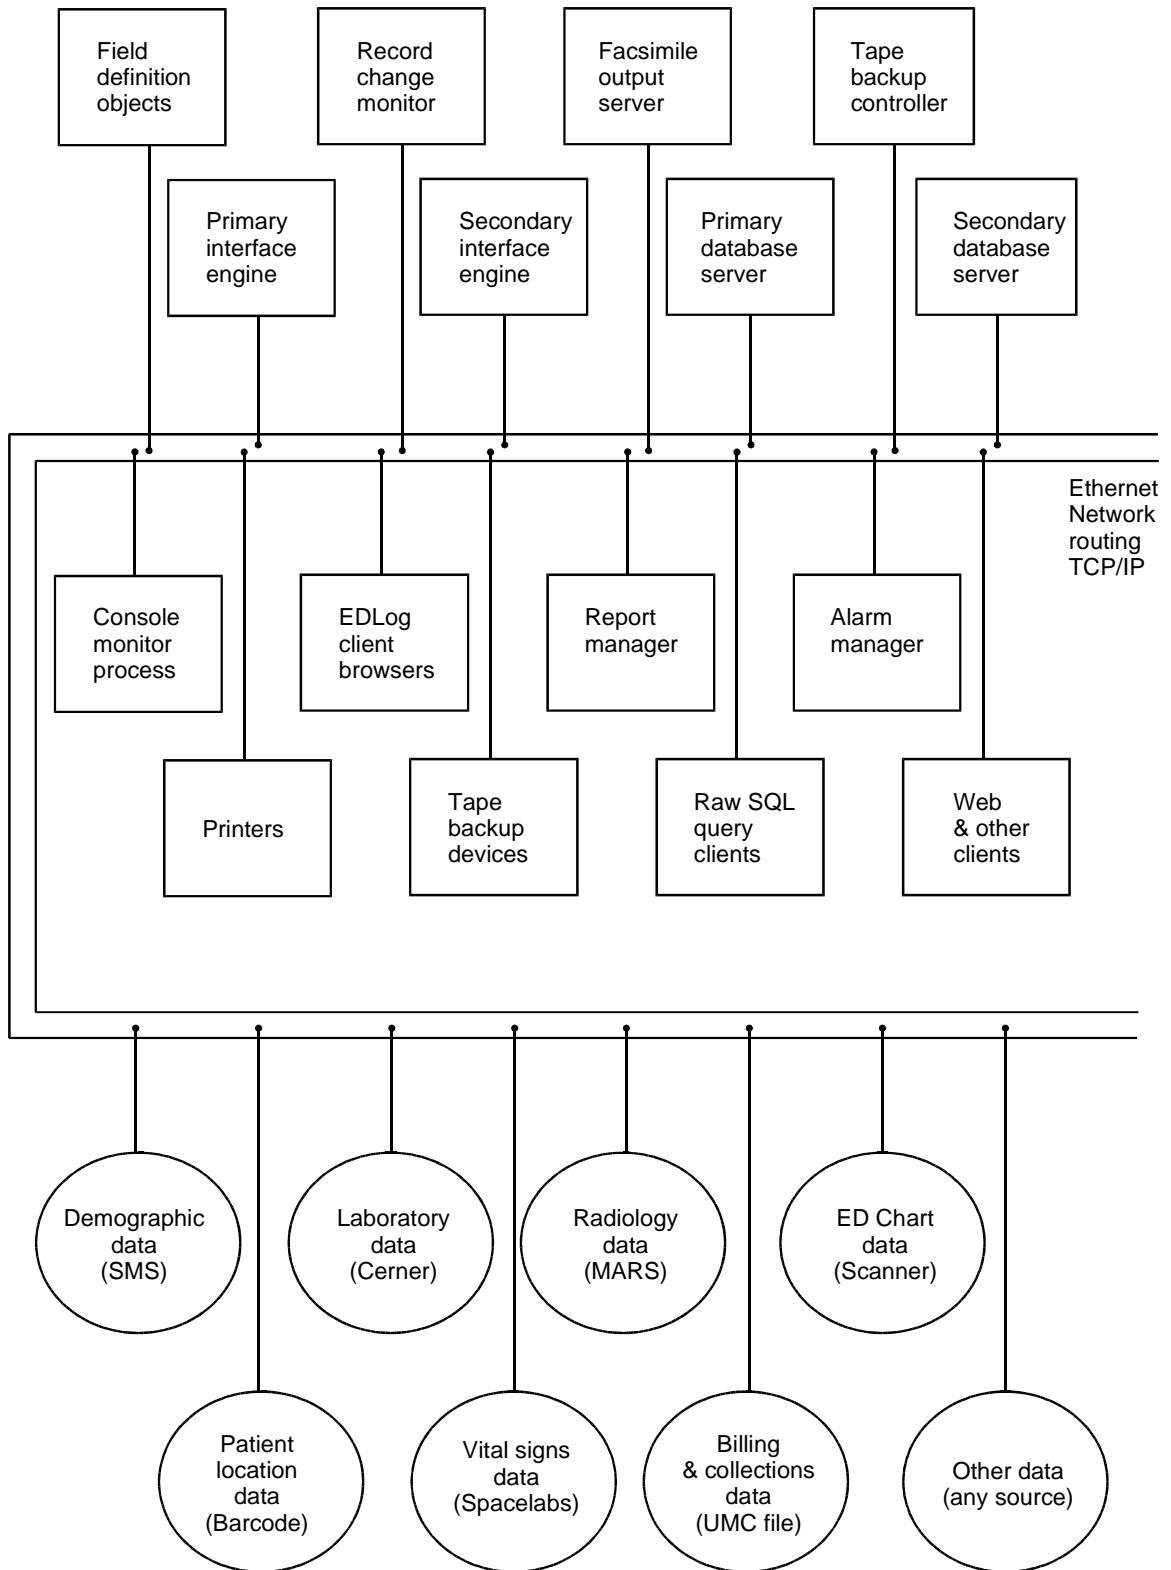 Field
definition
objects
Record
change
monitor
Facsimile
output
server
Tape
backup
controller
Primary
interface
engine
Secondary
interface
engine
Primary
database
server
Secondary
database
server
Ethernet
Network
routing
TCP/IP
Console
monitor
process
EDLog
client
browsers
Report
manager
Alarm
manager
Printers
Tape
backup
devices
Raw SQL
query
clients
Web
& other
clients
Demographic
data
(SMS)
Laboratory
data
(Cerner)
Radiology
data
(MARS)
ED Chart
data
(Scanner)
Patient
location
data
(Barcode)
Vital signs
data
(Spacelabs)
Billing
& collections
data
(UMC file)
Other data
(any source)